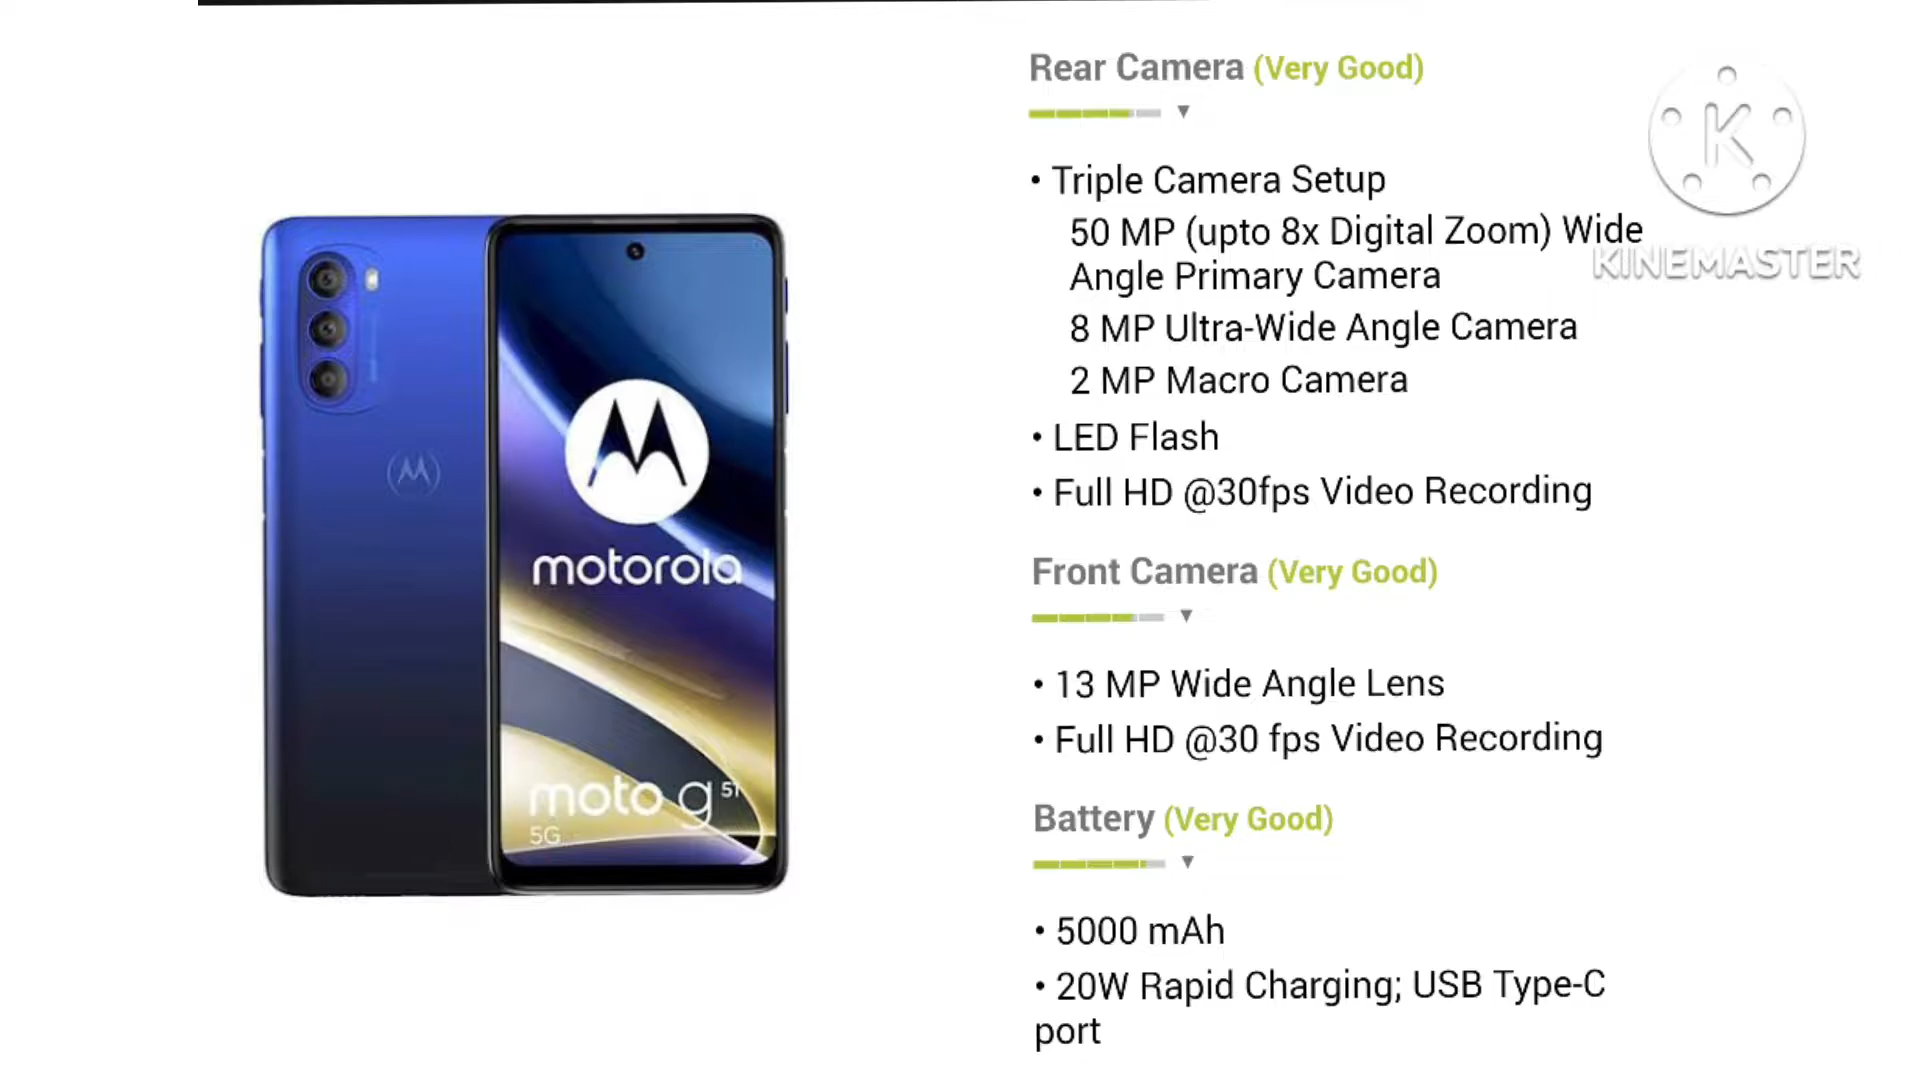 Rear Camera (Very Good)
• Triple Camera Setup
50 MP (upto 8x Digital Zoom) Wide
Angle Primary Camera
8 MP Ultra-Wide Angle Camera
2 MP Macro Camera
• LED Flash
• Full HD @30fps Video Recording
Front Camera (Very Good)
• 13 MP Wide Angle Lens
• Full HD @30 fps Video Recording
Battery (Very Good)
• 5000 mAh
• 20W Rapid Charging; USB Type-C
port
K
KINEMASTER
motorola
moto g 51
5G